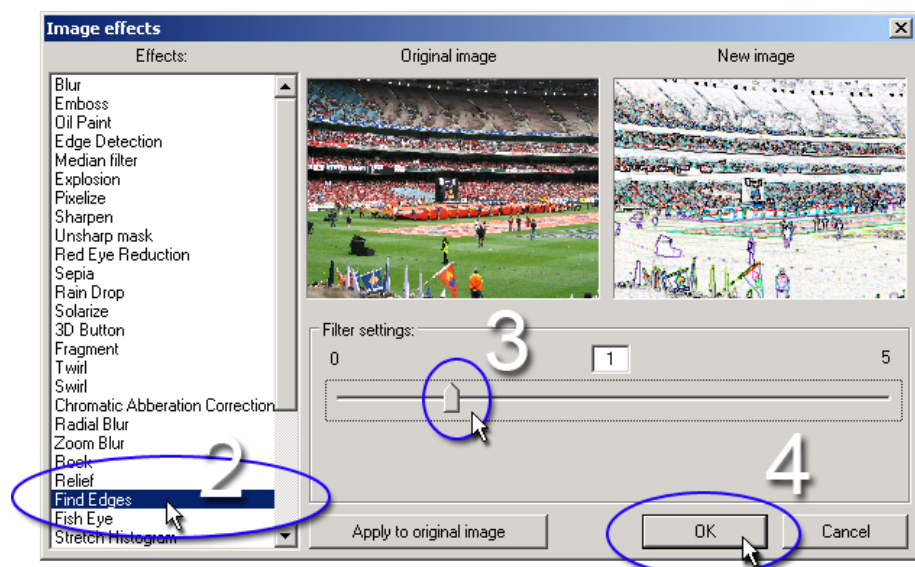 Image effects
Effects:
Original image
New image
Blur
Emboss
Oil Paint
Edge Detection
Median filter
Explosion
Pixelize
Sharpen
Unsharp mask
Red Eye Reduction
Sepia
Rain Drop
Solarize
3D Button
Fragment
Twirl
Swirl
Chromatic Abberation Correction
Radial Blur
Zoom Blur
Rock
Relief
Find Edges
Fish Eye
Stretch Histogram
2
Filter settings:
3
0
1
5
4
Apply to original image
OK
Cancel